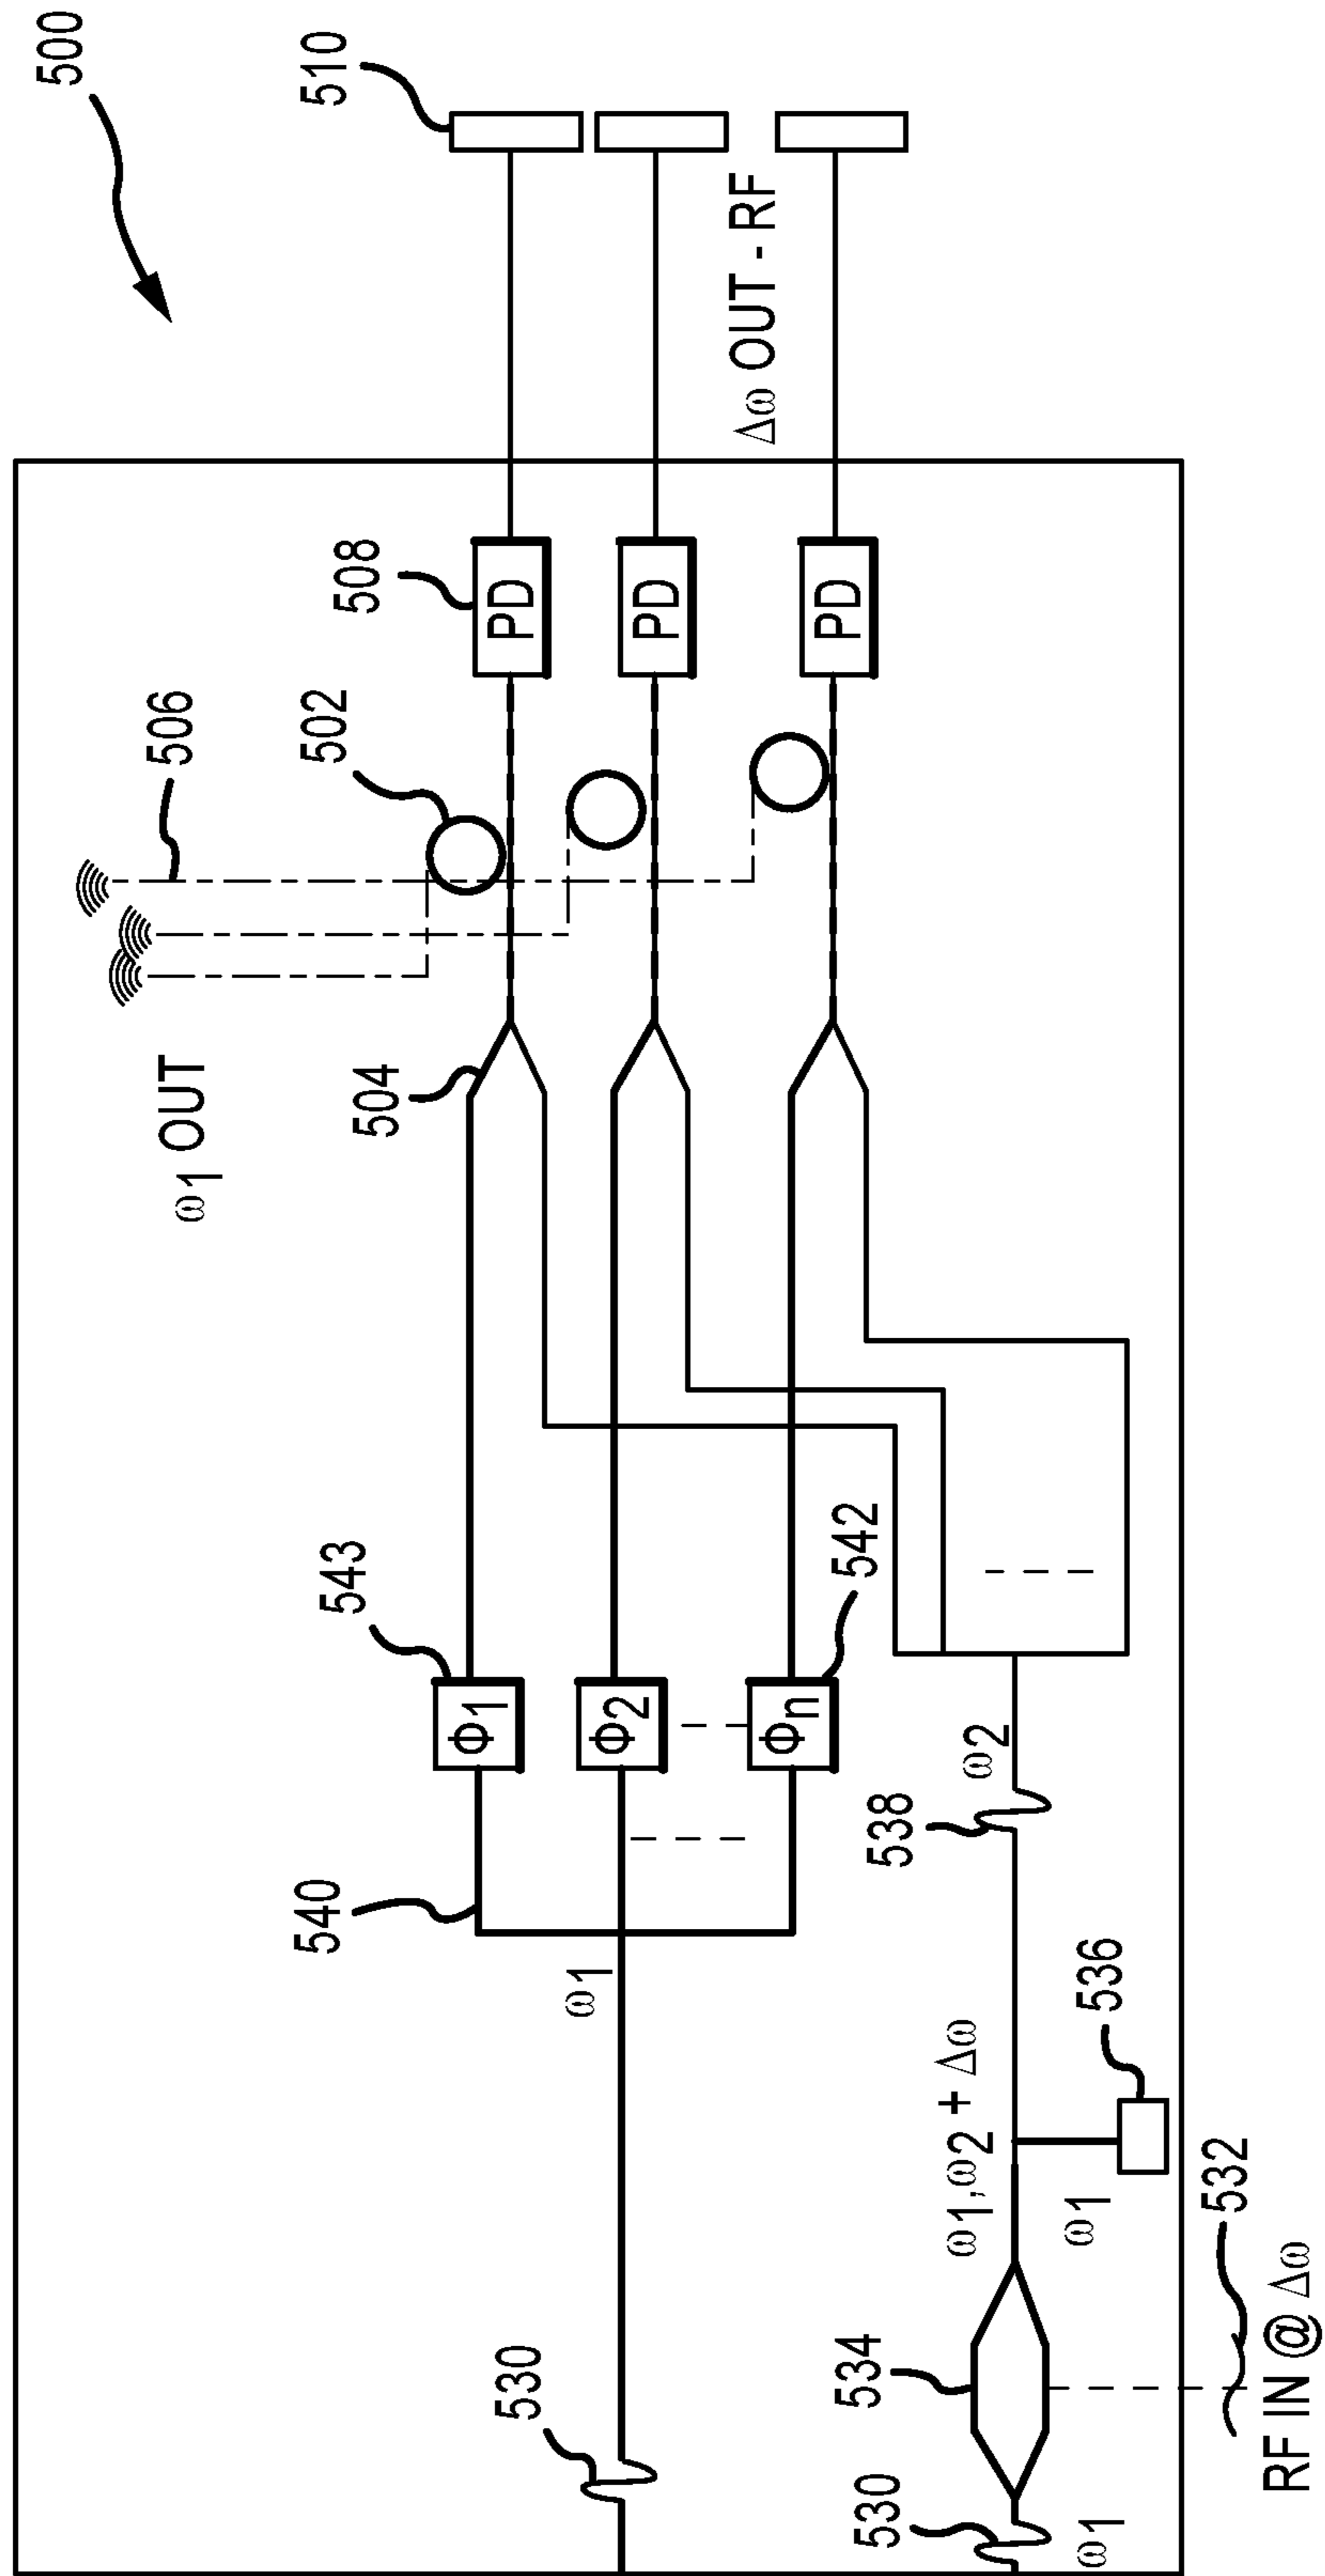 500
510
508
PD
PD
PD
Δω OUT - RF
506
502
504
ω1 OUT
543
542
540
Φ1
Φ2
Φn
ω1
538
ω2
536
ω1,ω2 + Δω
ω1
532
530
534
530
ω1
RF IN @ Δω